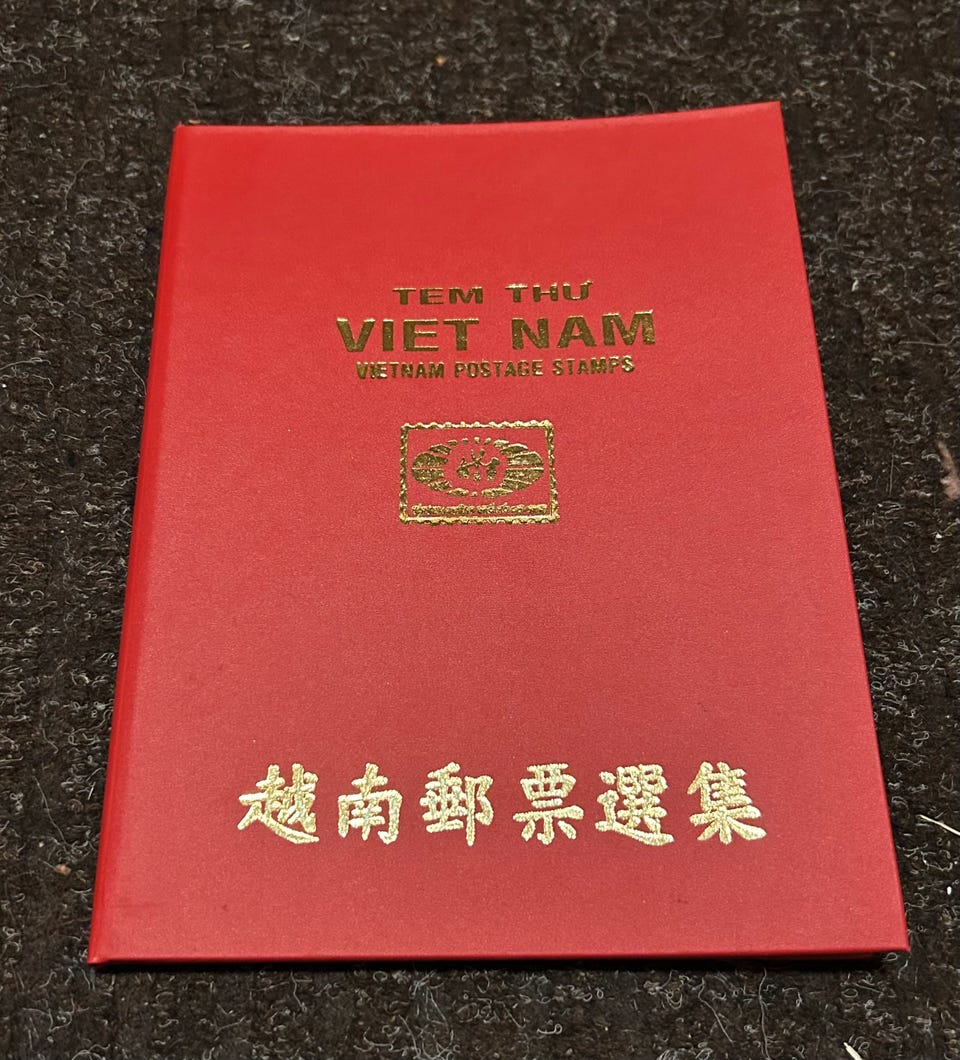 TEM THƯ
VIET NAM
VIETNAM POSTAGE STAMPS
越南郵票選集